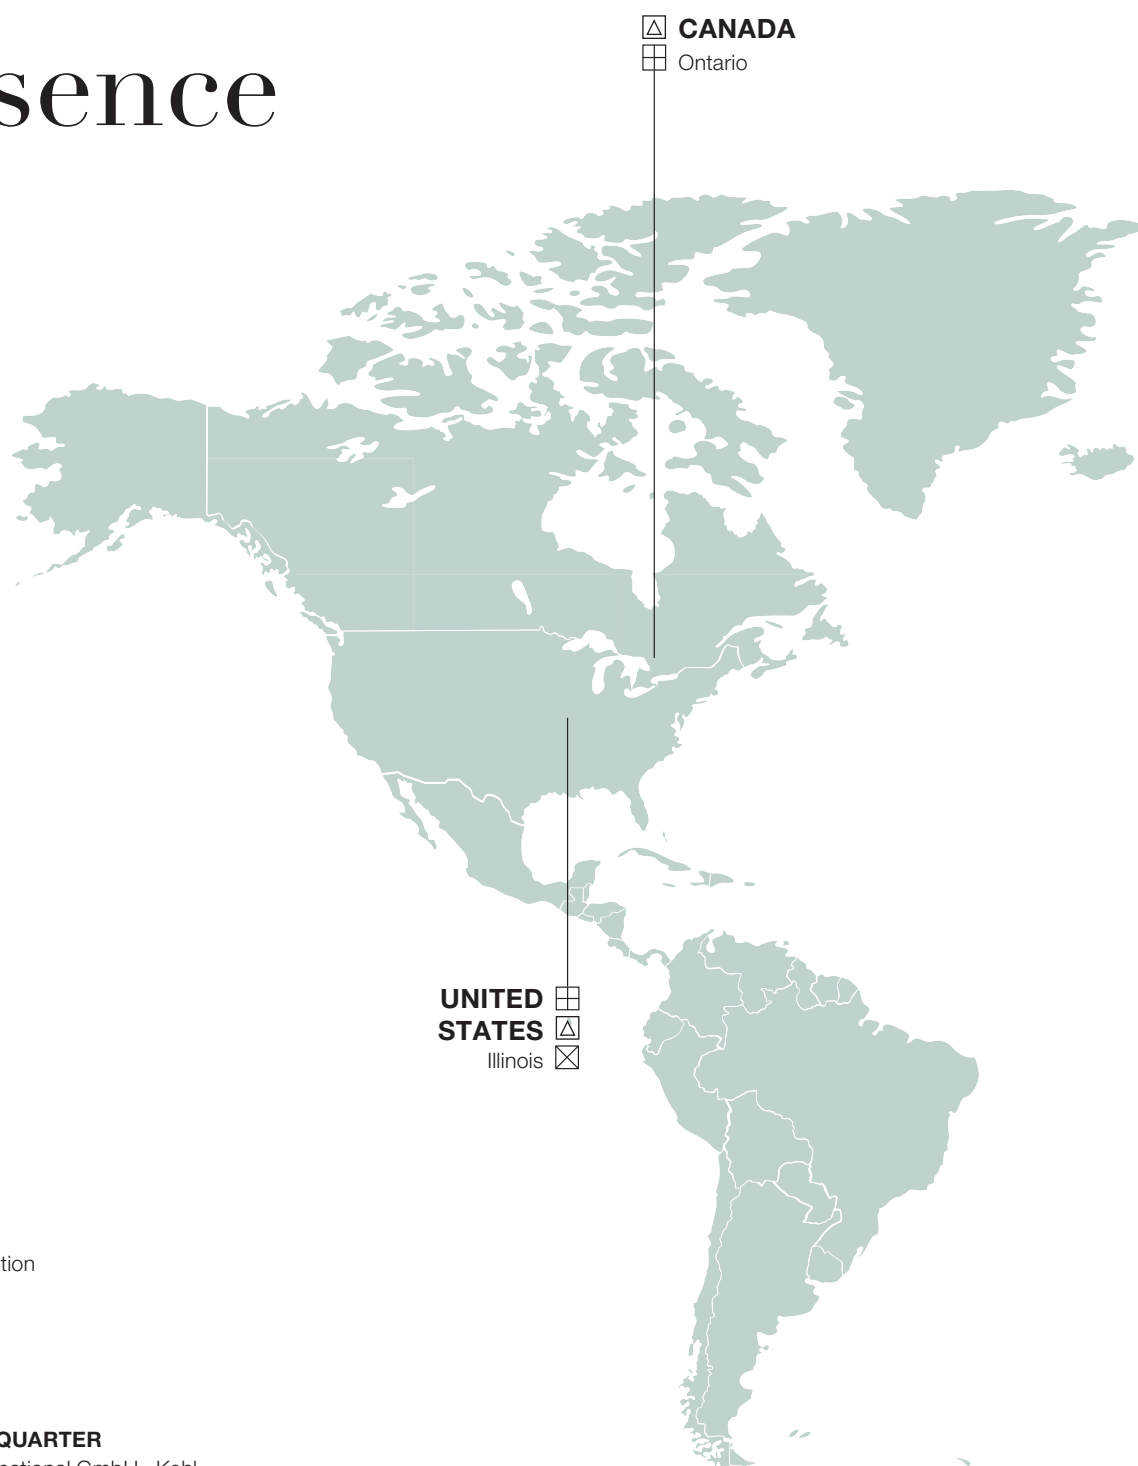 CANADA
Ontario
sence
UNITED
STATES
Illinois
tion
QUARTER